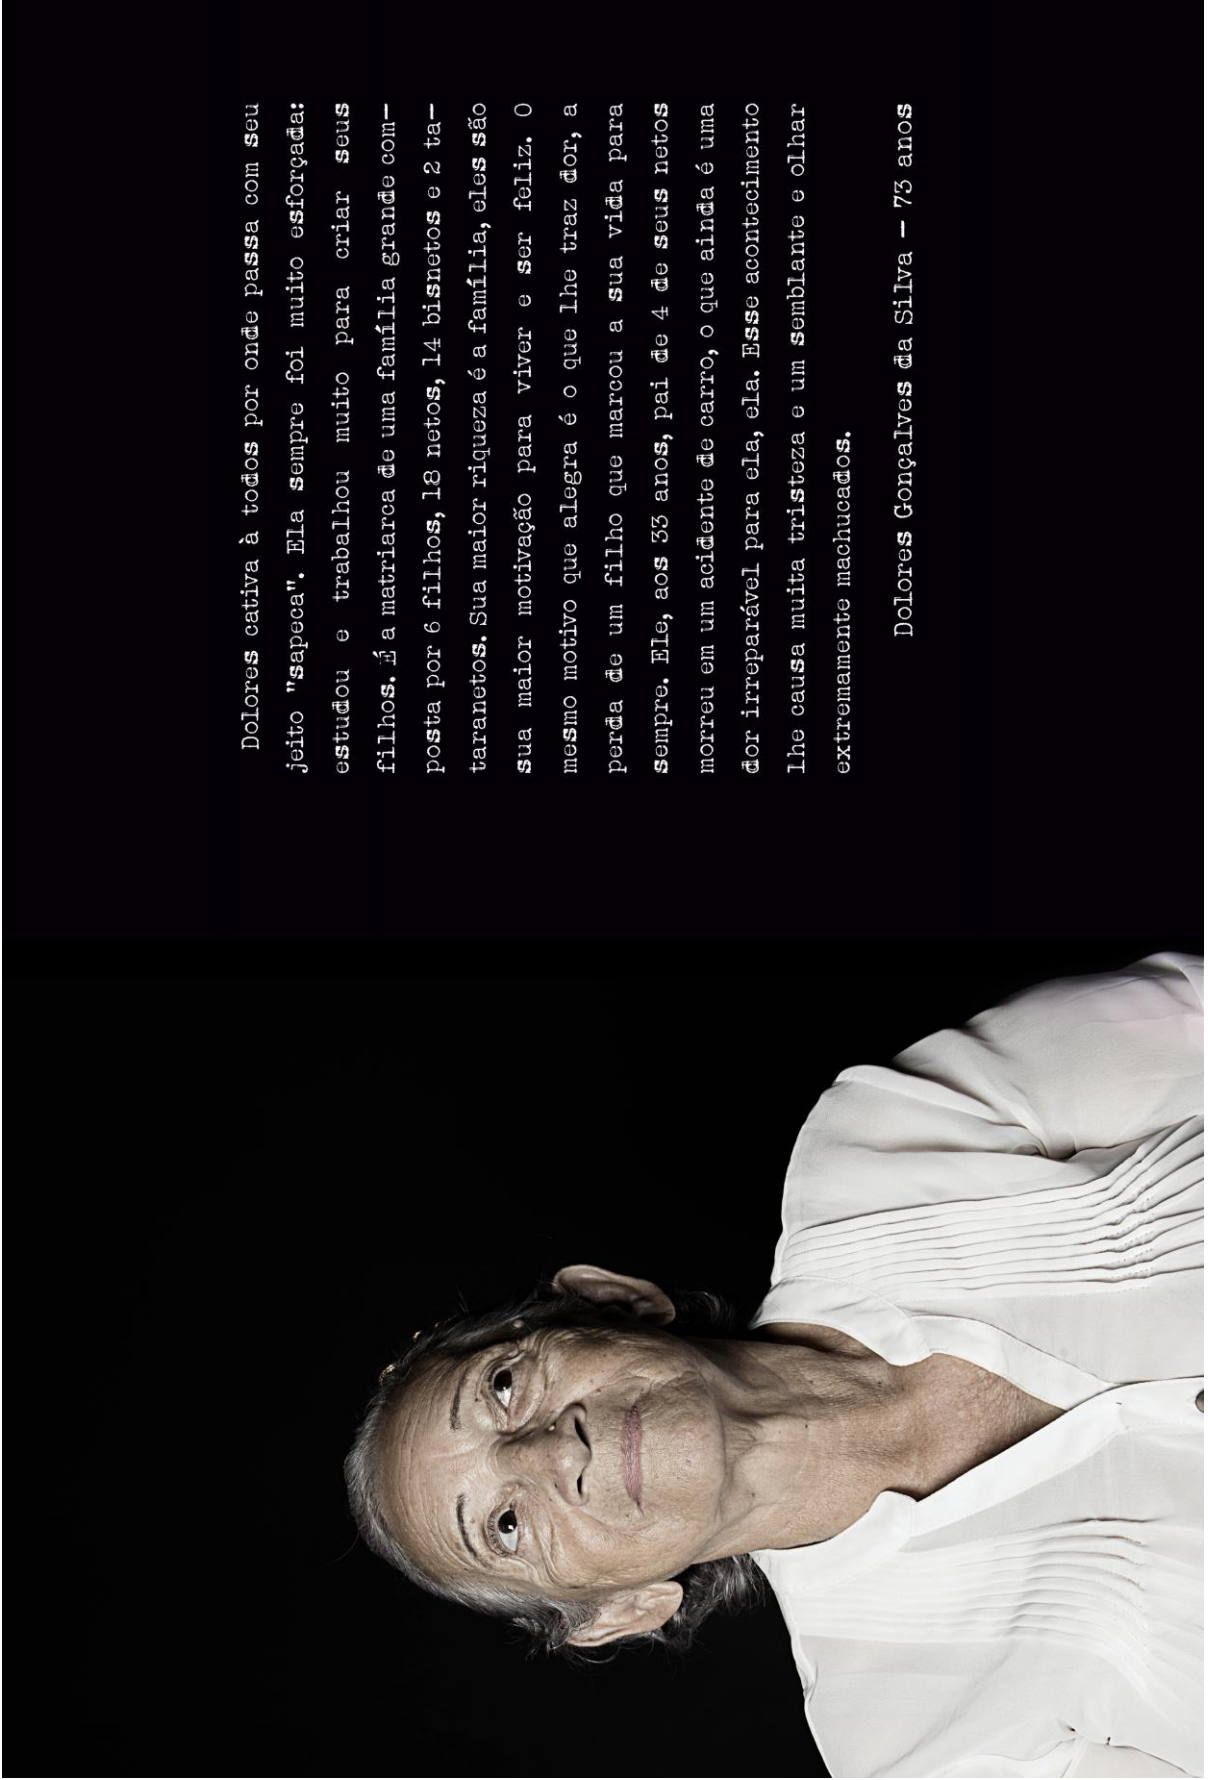 Dolores cativa à todos por onde passa com seu
jeito "sapeca". Ela sempre foi muito esforçada:
estudou e trabalhou muito para criar seus
filhos. É a matriarca de uma família grande com-
posta por 6 filhos, 18 netos, 14 bisnetos e 2 ta-
taranetos. Sua maior riqueza é a família, eles são
sua maior motivação para viver e ser feliz. O
mesmo motivo que alegra é o que lhe traz dor, a
perda de um filho que marcou a sua vida para
sempre. Ele, aos 33 anos, pai de 4 de seus netos
morreu em um acidente de carro, o que ainda é uma
dor irreparável para ela, ela. Esse acontecimento
lhe causa muita tristeza e um semblante e olhar
extremamente machucados.
Dolores Gonçalves da Silva - 73 anos